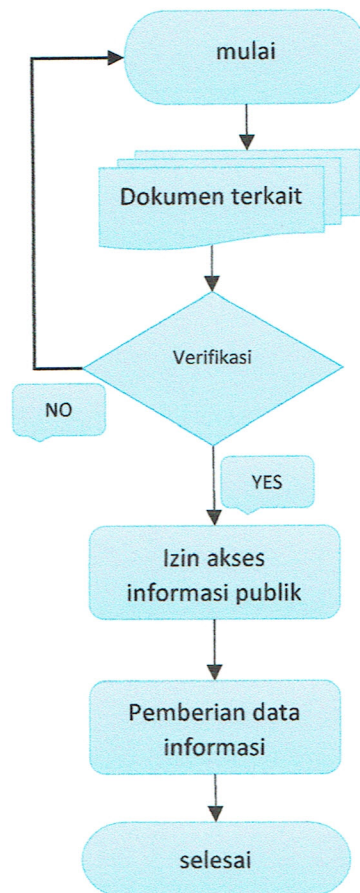 mulai
Dokumen terkait
Verifikasi
NO
YES
Izin akses
informasi publik
Pemberian data
informasi
selesai